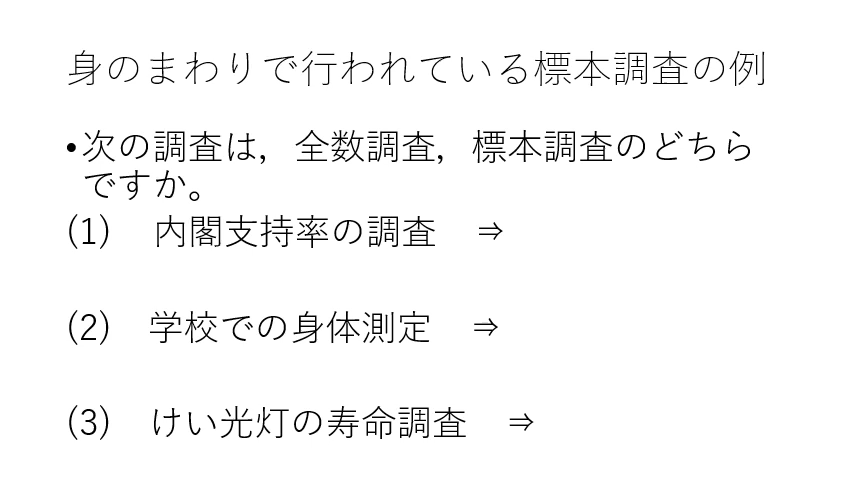 身のまわりで行われている標本調査の例
•次の調査は，全数調査，標本調査のどちら
ですか。
(1)　内閣支持率の調査　⇒
(2)　学校での身体測定　⇒
(3)　けい光灯の寿命調査　⇒